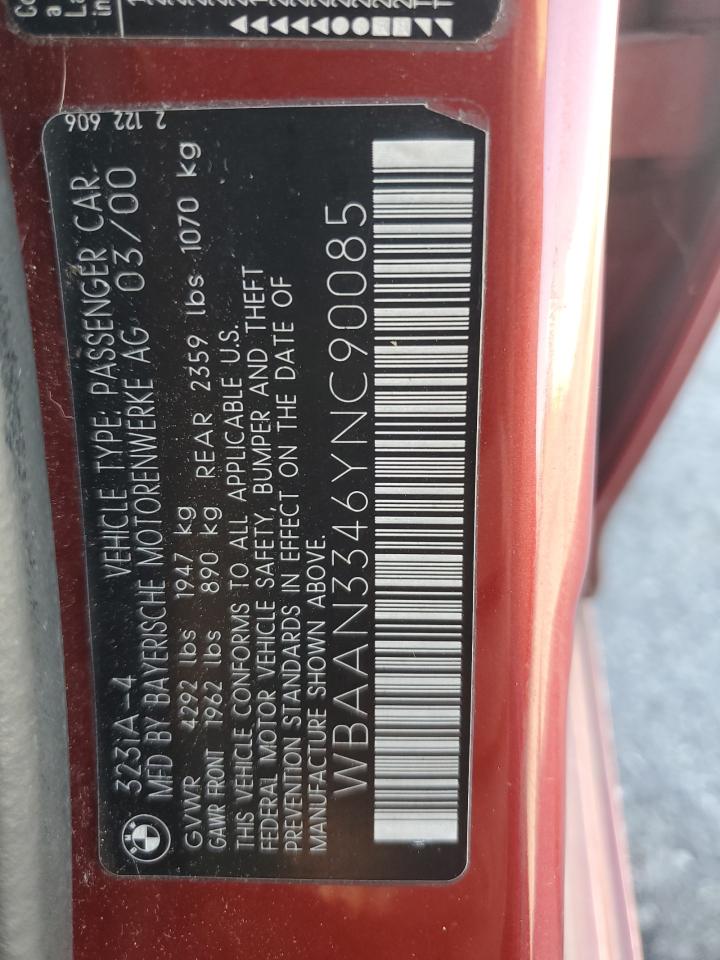 2 122 606
323IA-4 VEHICLE TYPE: PASSENGER CAR
MFD BY BAYERISCHE MOTORENWERKE AG 03/00
GVWR 4292 lbs 1947 kg
GAWR FRONT 1962 lbs 890 kg REAR 2359 lbs 1070 kg
THIS VEHICLE CONFORMS TO ALL APPLICABLE U.S.
FEDERAL MOTOR VEHICLE SAFETY, BUMPER AND THEFT
PREVENTION STANDARDS IN EFFECT ON THE DATE OF
MANUFACTURE SHOWN ABOVE.
WBAAN3346YNC90085